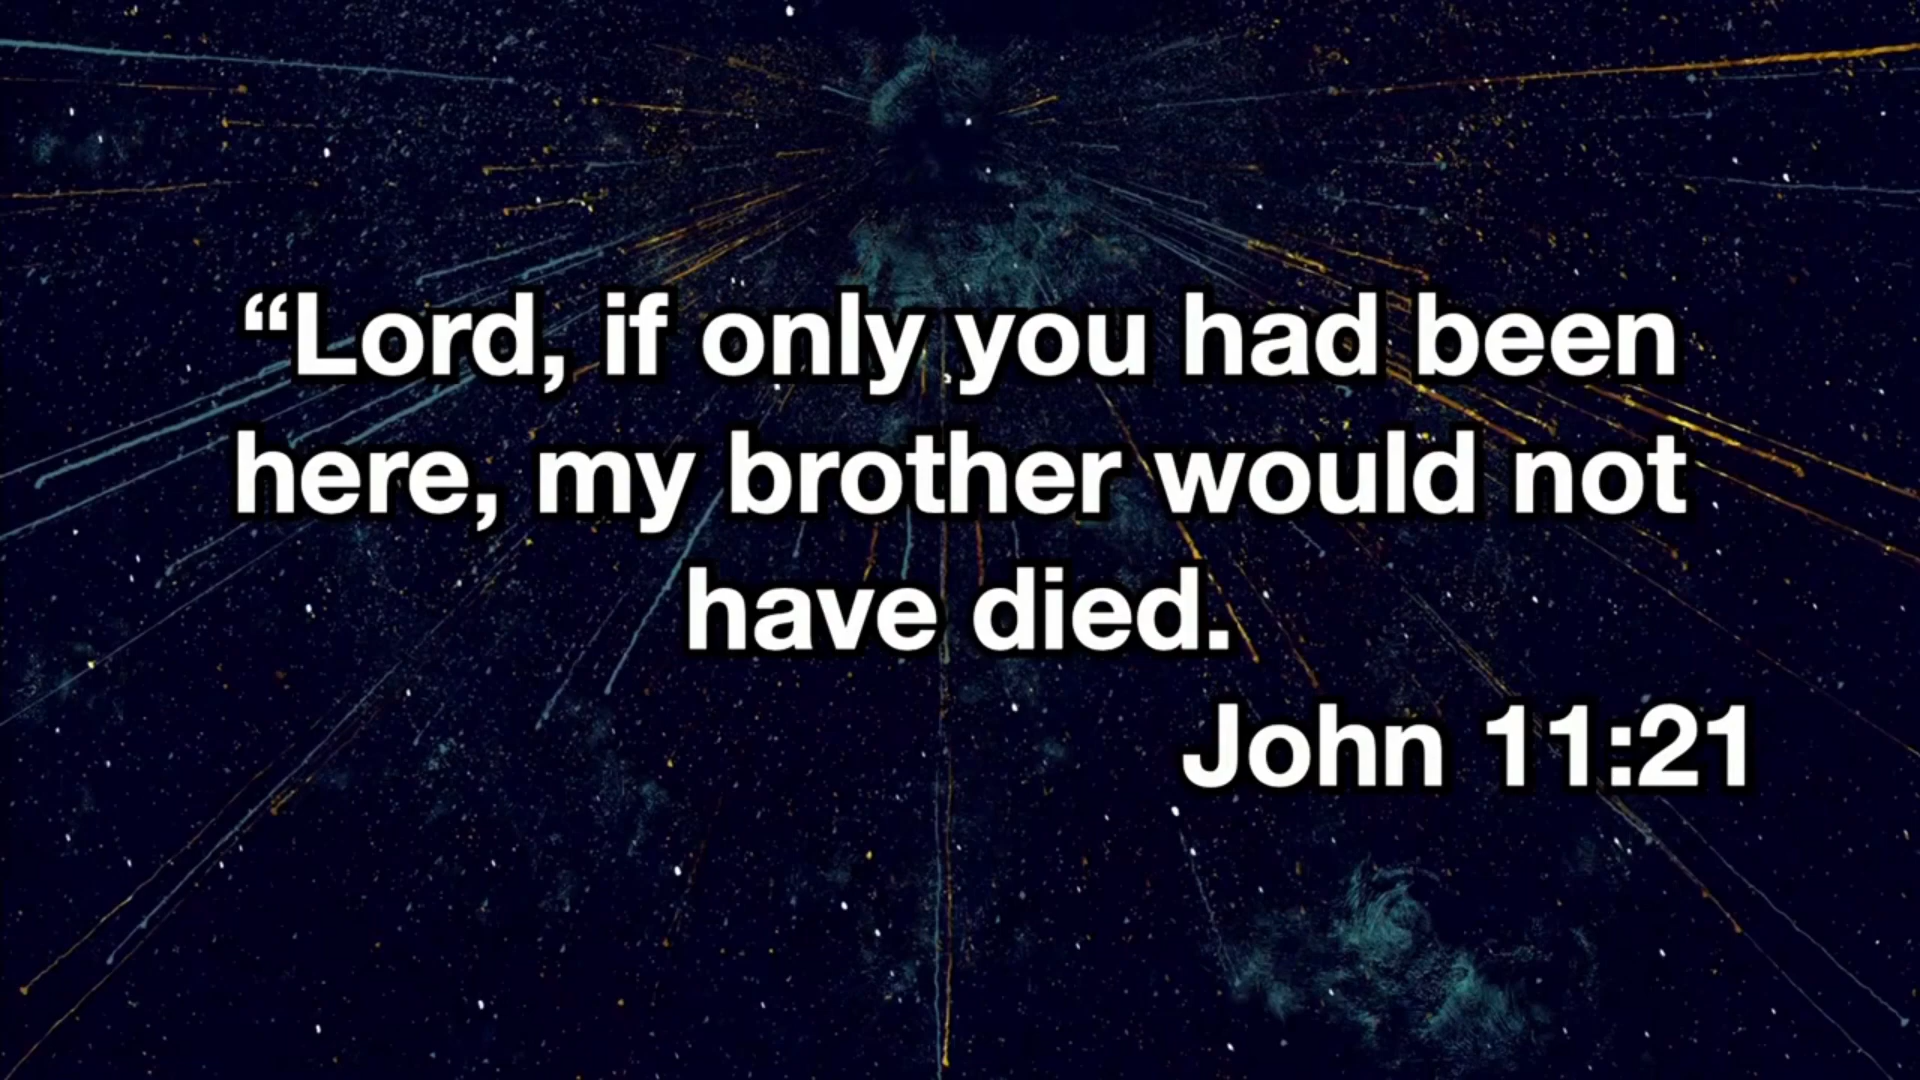 “Lord, if only you had been
here, my brother would not
have died.
John 11:21